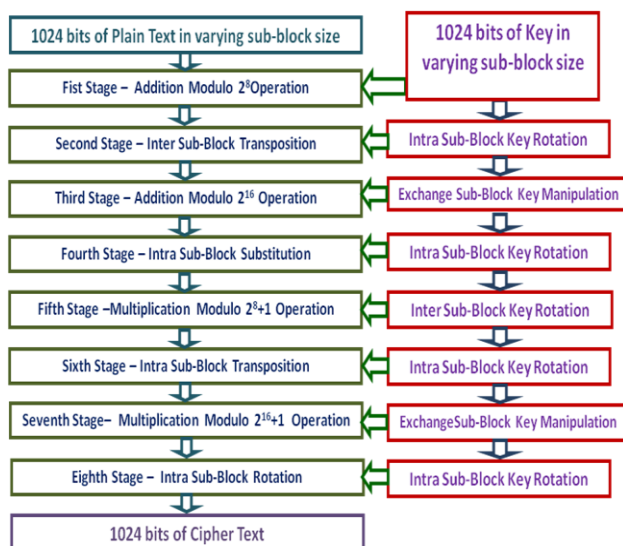 1024 bits of Plain Text in varying sub-block size
1024 bits of Key in
varying sub-block size
Fist Stage – Addition Modulo 2⁸Operation
Second Stage – Inter Sub-Block Transposition
Intra Sub-Block Key Rotation
Third Stage – Addition Modulo 2¹⁶ Operation
Exchange Sub-Block Key Manipulation
Fourth Stage – Intra Sub-Block Substitution
Intra Sub-Block Key Rotation
Fifth Stage –Multiplication Modulo 2⁸+1 Operation
Inter Sub-Block Key Rotation
Sixth Stage – Intra Sub-Block Transposition
Intra Sub-Block Key Rotation
Seventh Stage– Multiplication Modulo 2¹⁶+1 Operation
ExchangeSub-Block Key Manipulation
Eighth Stage – Intra Sub-Block Rotation
Intra Sub-Block Key Rotation
1024 bits of Cipher Text